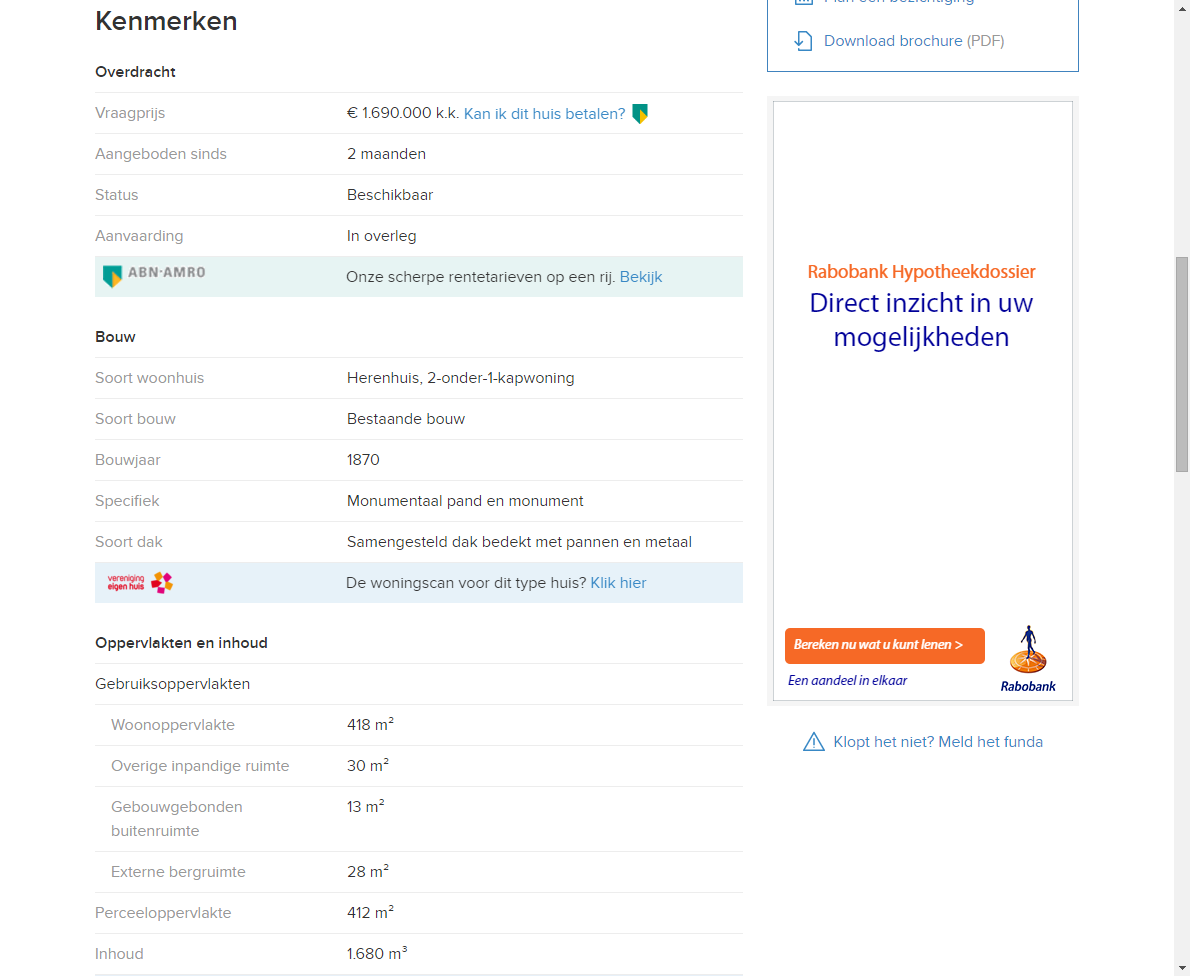 Kenmerken
Overdracht
Vraagprijs € 1.690.000 k.k. Kan ik dit huis betalen?
Aangeboden sinds 2 maanden
Status Beschikbaar
Aanvaarding In overleg
ABN·AMRO Onze scherpe rentetarieven op een rij. Bekijk
Bouw
Soort woonhuis Herenhuis, 2-onder-1-kapwoning
Soort bouw Bestaande bouw
Bouwjaar 1870
Specifiek Monumentaal pand en monument
Soort dak Samengesteld dak bedekt met pannen en metaal
vereniging
eigen huis De woningscan voor dit type huis? Klik hier
Oppervlakten en inhoud
Gebruiksoppervlakten
Woonoppervlakte 418 m²
Overige inpandige ruimte 30 m²
Gebouwgebonden 13 m²
buitenruimte
Externe bergruimte 28 m²
Perceeloppervlakte 412 m²
Inhoud 1.680 m³
Plan een bezichtiging
Download brochure (PDF)
Rabobank Hypotheekdossier
Direct inzicht in uw
mogelijkheden
Bereken nu wat u kunt lenen >
Een aandeel in elkaar
Rabobank
Klopt het niet? Meld het funda